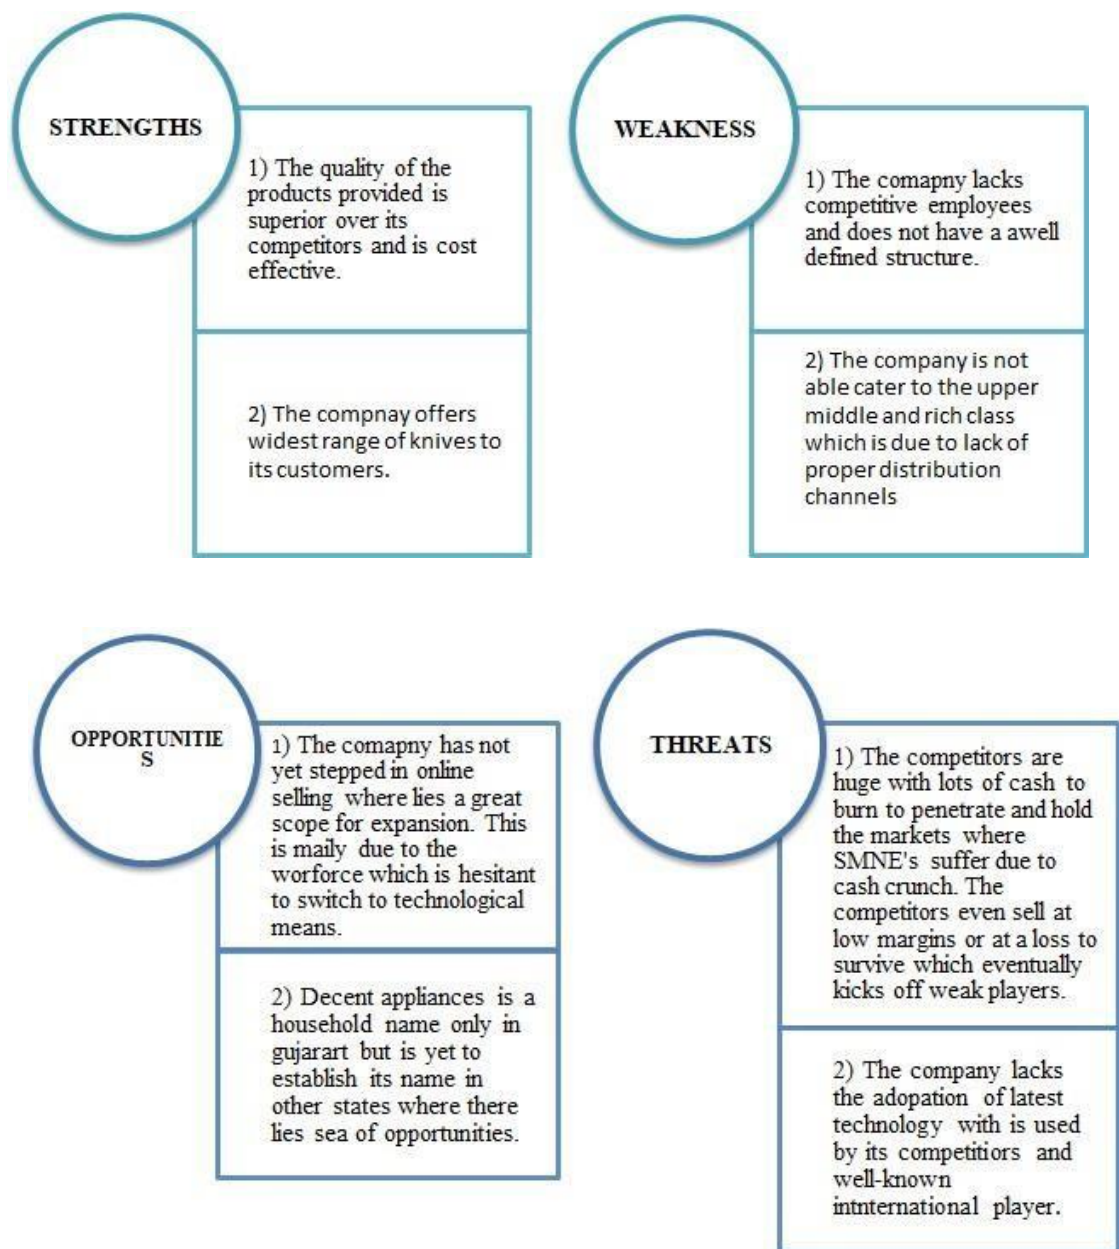 STRENGTHS
1) The quality of the
products provided is
superior over its
competitors and is cost
effective.
2) The compnay offers
widest range of knives to
its customers.
WEAKNESS
1) The comapny lacks
competitive employees
and does not have a awell
defined structure.
2) The company is not
able cater to the upper
middle and rich class
which is due to lack of
proper distribution
channels
OPPORTUNITIE
S
1) The comapny has not
yet stepped in online
selling where lies a great
scope for expansion. This
is maily due to the
worforce which is hesitant
to switch to technological
means.
2) Decent appliances is a
household name only in
gujarart but is yet to
establish its name in
other states where there
lies sea of opportunities.
THREATS
1) The competitors are
huge with lots of cash to
burn to penetrate and hold
the markets where
SMNE's suffer due to
cash crunch. The
competitors even sell at
low margins or at a loss to
survive which eventually
kicks off weak players.
2) The company lacks
the adopation of latest
technology with is used
by its competitiors and
well-known
intnternational player.